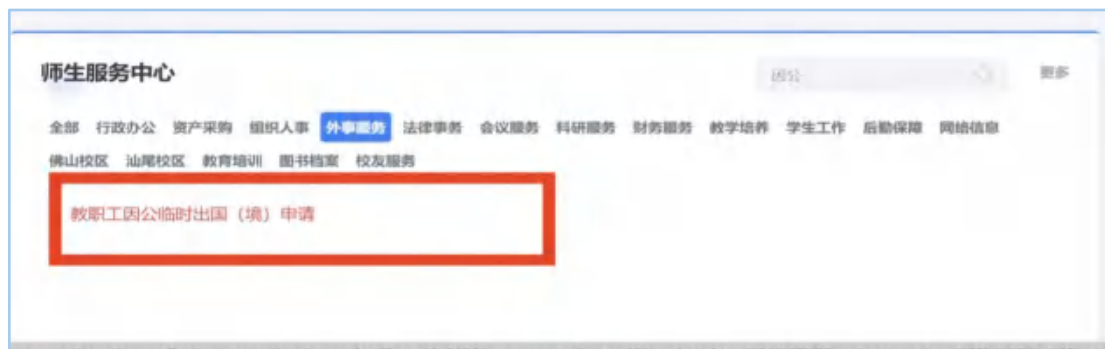 师生服务中心 因公 更多
全部 行政办公 资产采购 组织人事 外事服务 法律事务 会议服务 科研服务 财务服务 教学培养 学生工作 后勤保障 网络信息
佛山校区 汕尾校区 教育培训 图书档案 校友服务
教职工因公临时出国（境）申请